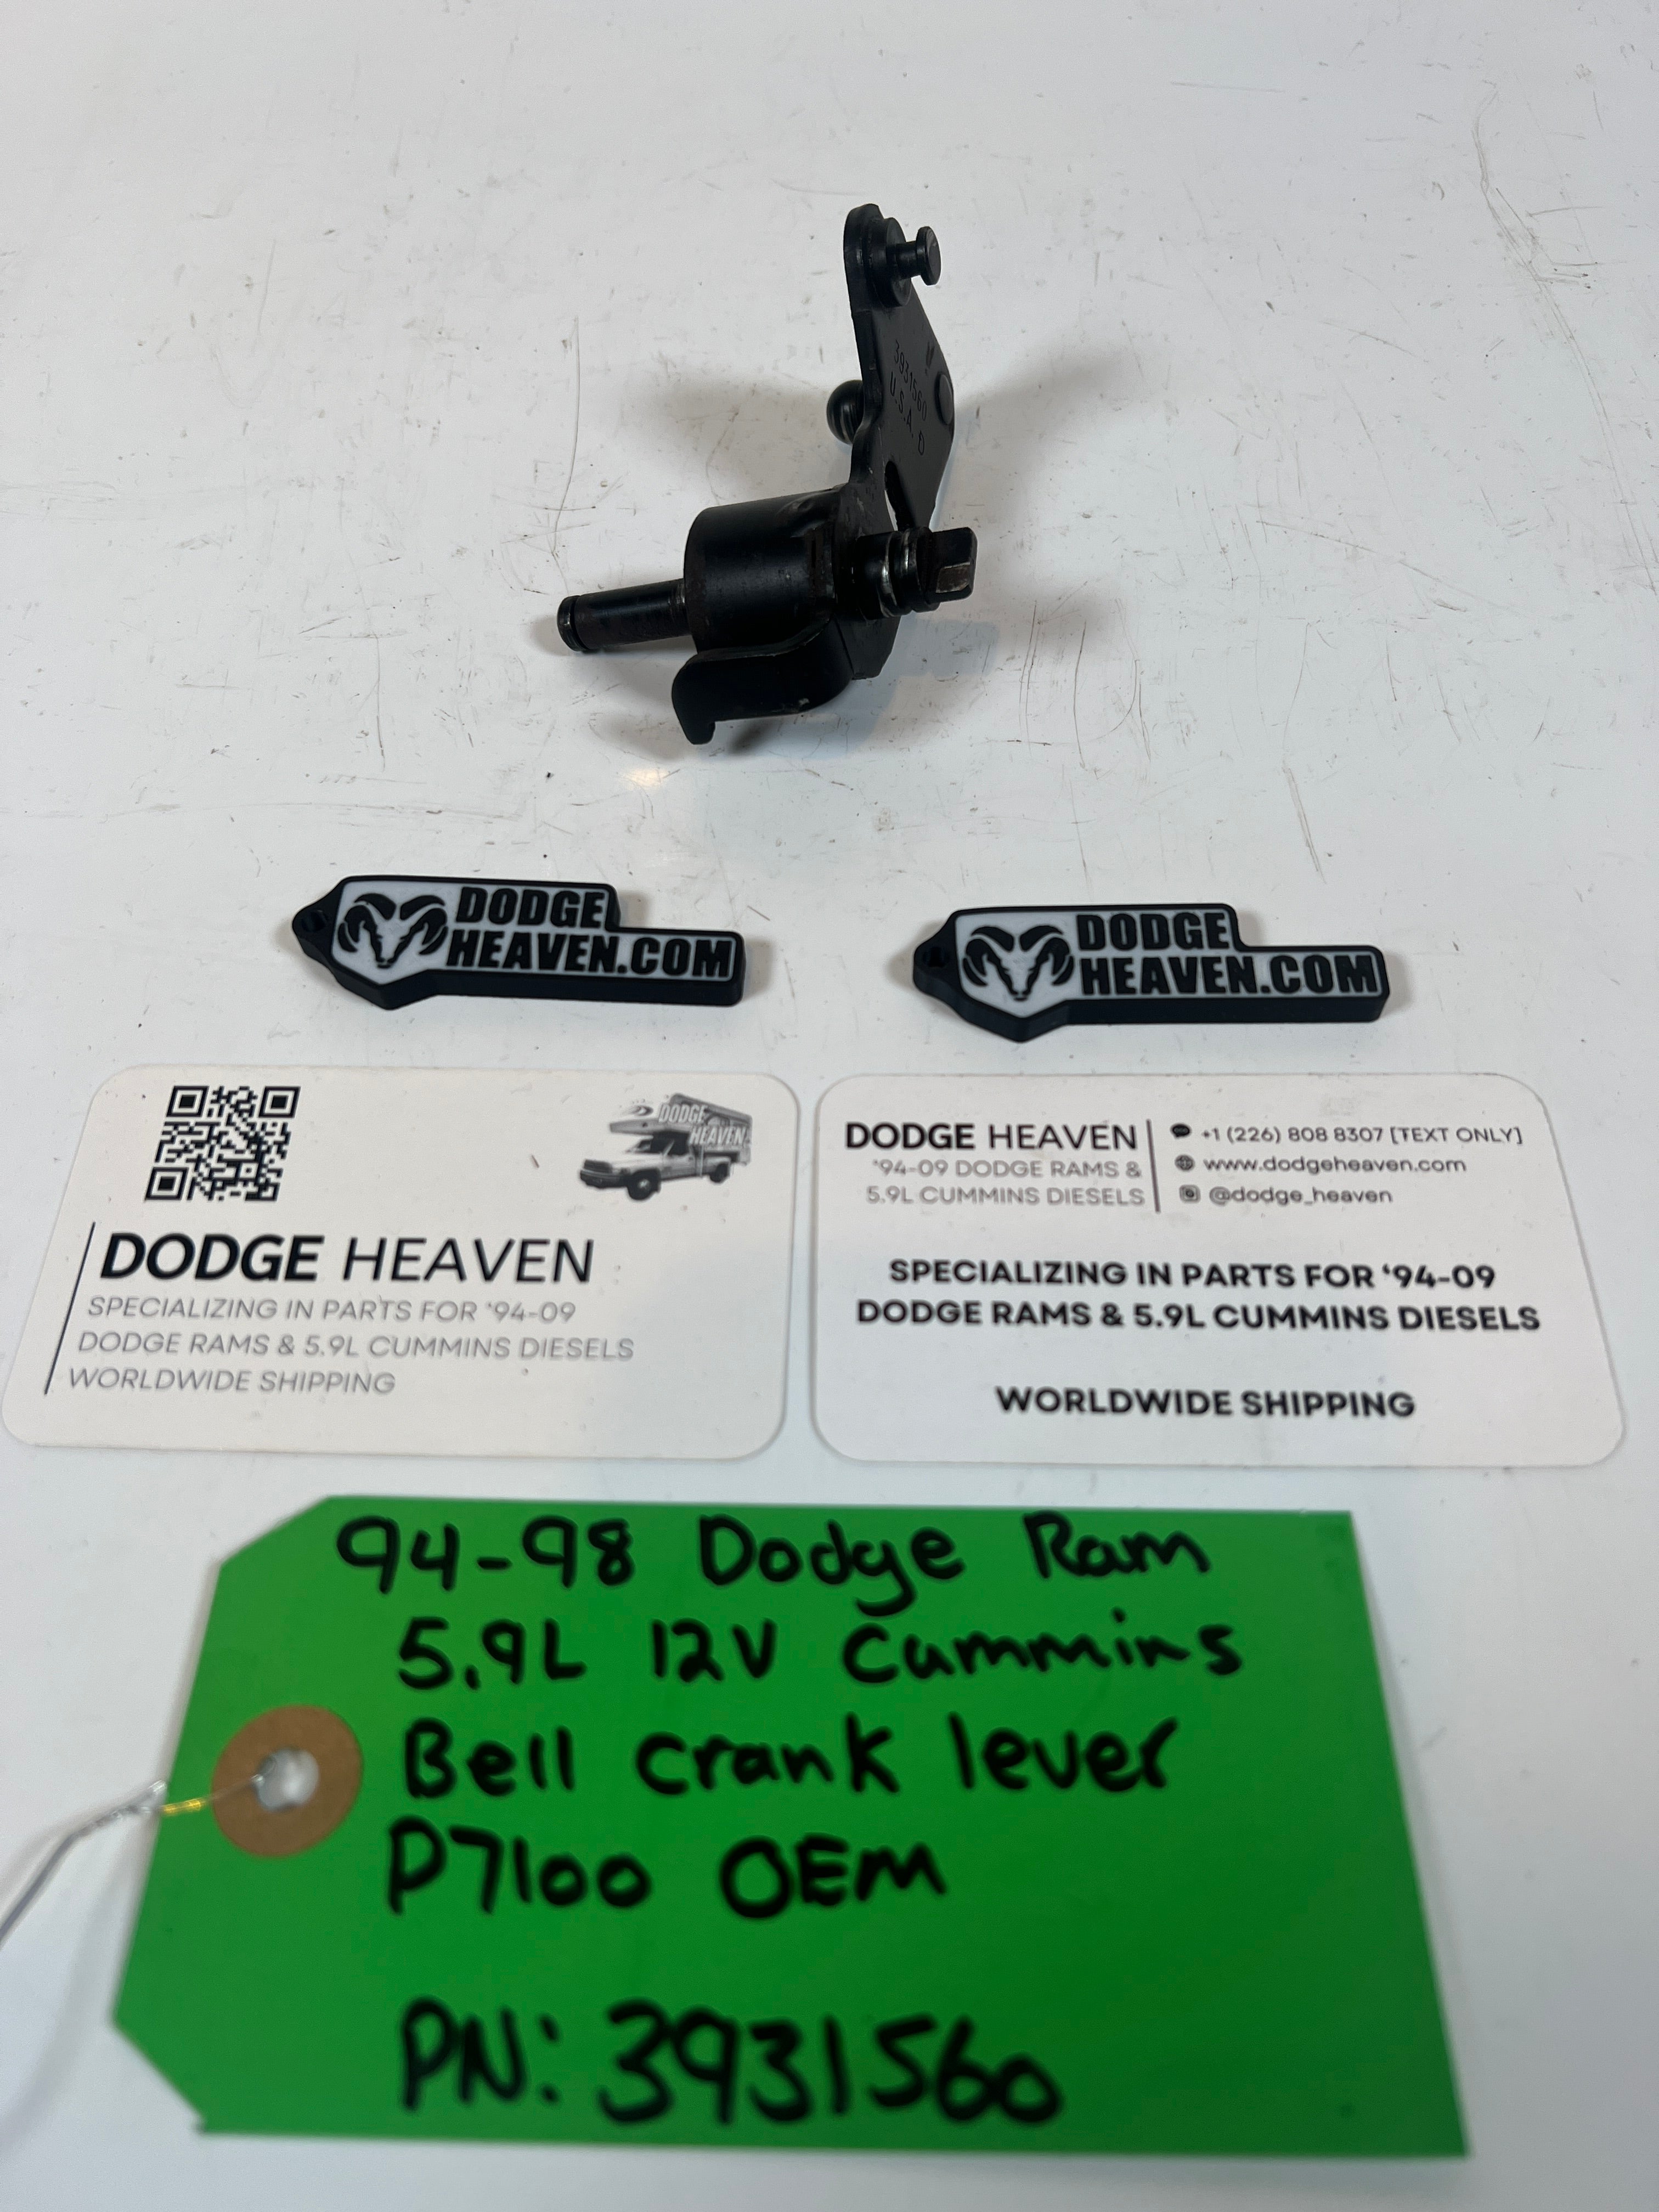 3931560
U.S.A. D
DODGE
HEAVEN.COM
DODGE
HEAVEN.COM
DODGE
HEAVEN
DODGE HEAVEN
SPECIALIZING IN PARTS FOR '94-09
DODGE RAMS & 5.9L CUMMINS DIESELS
WORLDWIDE SHIPPING
DODGE HEAVEN
'94-09 DODGE RAMS &
5.9L CUMMINS DIESELS
+1 (226) 808 8307 [TEXT ONLY]
www.dodgeheaven.com
@dodge_heaven
SPECIALIZING IN PARTS FOR '94-09
DODGE RAMS & 5.9L CUMMINS DIESELS
WORLDWIDE SHIPPING
94-98 Dodge Ram
5.9L 12V Cummins
Bell crank lever
P7100 OEM
PN: 3931560